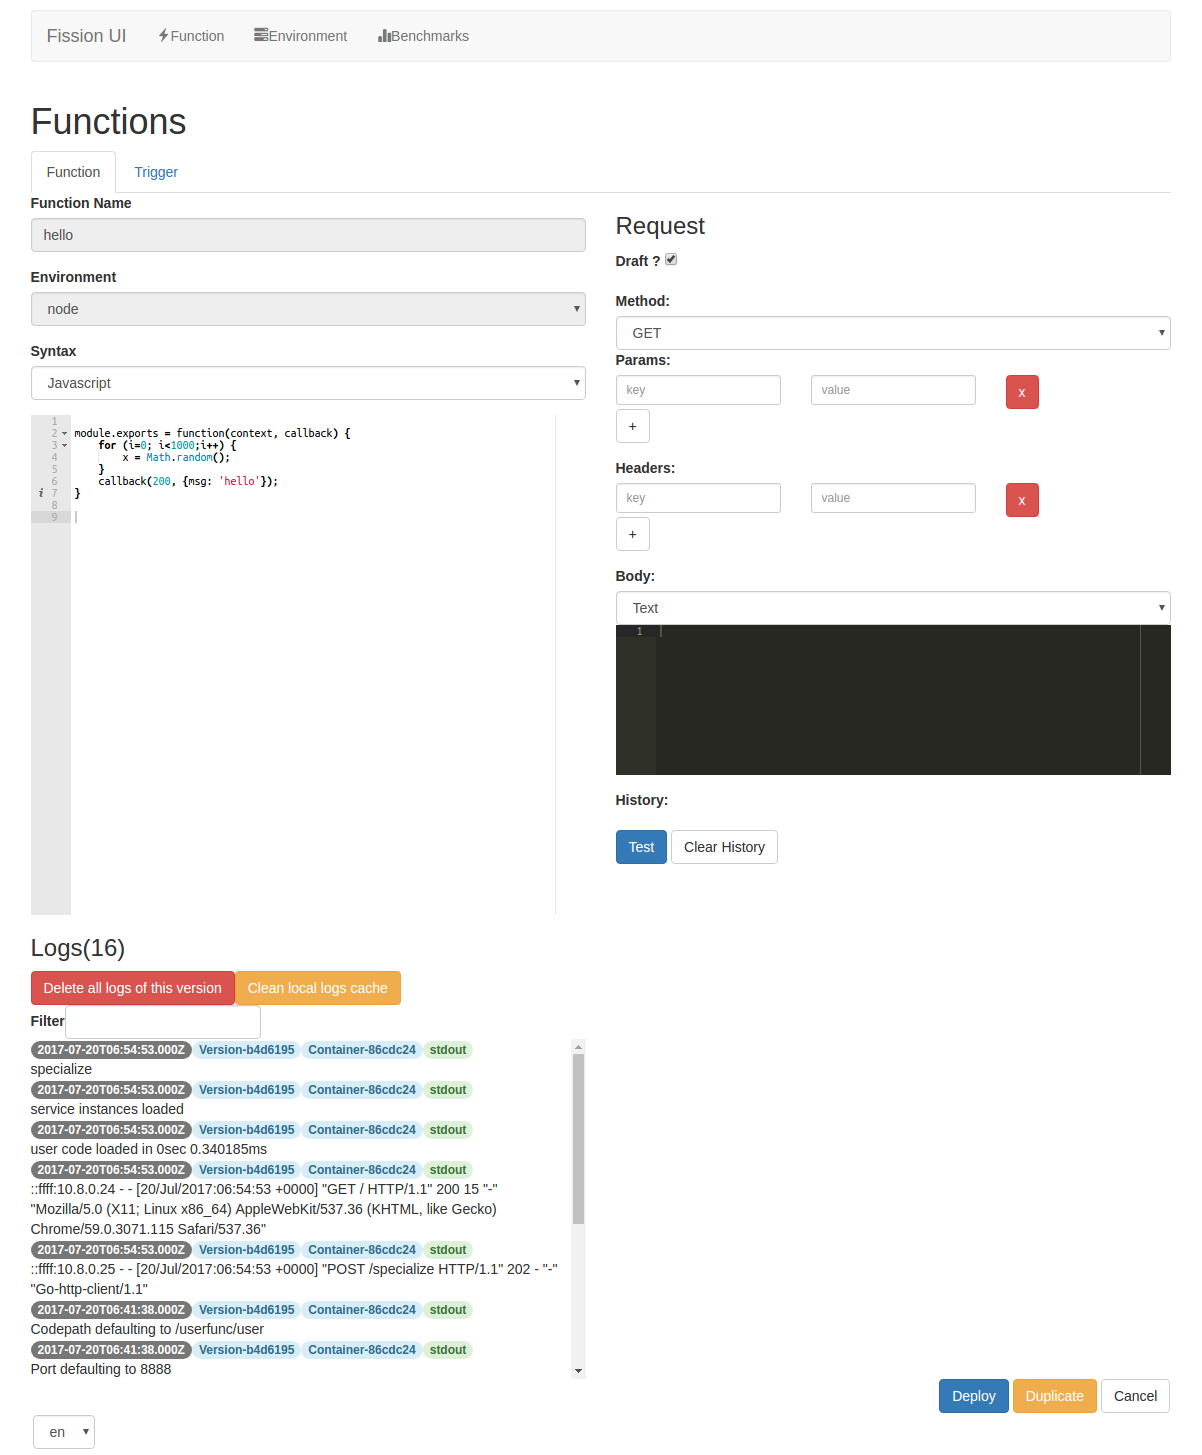 Fission UI Function Environment Benchmarks
Functions
Function Trigger
Function Name
hello
Environment
node
Syntax
Javascript
1
2 module.exports = function(context, callback) {
3 for (i=0; i<1000;i++) {
4 x = Math.random();
5 }
6 callback(200, {msg: 'hello'});
i 7 }
8
9
Request
Draft ?
Method:
GET
Params:
key value x
+
Headers:
key value x
+
Body:
Text
1
History:
Test Clear History
Logs(16)
Delete all logs of this version Clean local logs cache
Filter
2017-07-20T06:54:53.000Z Version-b4d6195 Container-86cdc24 stdout
specialize
2017-07-20T06:54:53.000Z Version-b4d6195 Container-86cdc24 stdout
service instances loaded
2017-07-20T06:54:53.000Z Version-b4d6195 Container-86cdc24 stdout
user code loaded in 0sec 0.340185ms
2017-07-20T06:54:53.000Z Version-b4d6195 Container-86cdc24 stdout
::ffff:10.8.0.24 - - [20/Jul/2017:06:54:53 +0000] "GET / HTTP/1.1" 200 15 "-"
"Mozilla/5.0 (X11; Linux x86_64) AppleWebKit/537.36 (KHTML, like Gecko)
Chrome/59.0.3071.115 Safari/537.36"
2017-07-20T06:54:53.000Z Version-b4d6195 Container-86cdc24 stdout
::ffff:10.8.0.25 - - [20/Jul/2017:06:54:53 +0000] "POST /specialize HTTP/1.1" 202 - "-"
"Go-http-client/1.1"
2017-07-20T06:41:38.000Z Version-b4d6195 Container-86cdc24 stdout
Codepath defaulting to /userfunc/user
2017-07-20T06:41:38.000Z Version-b4d6195 Container-86cdc24 stdout
Port defaulting to 8888
Deploy Duplicate Cancel
en